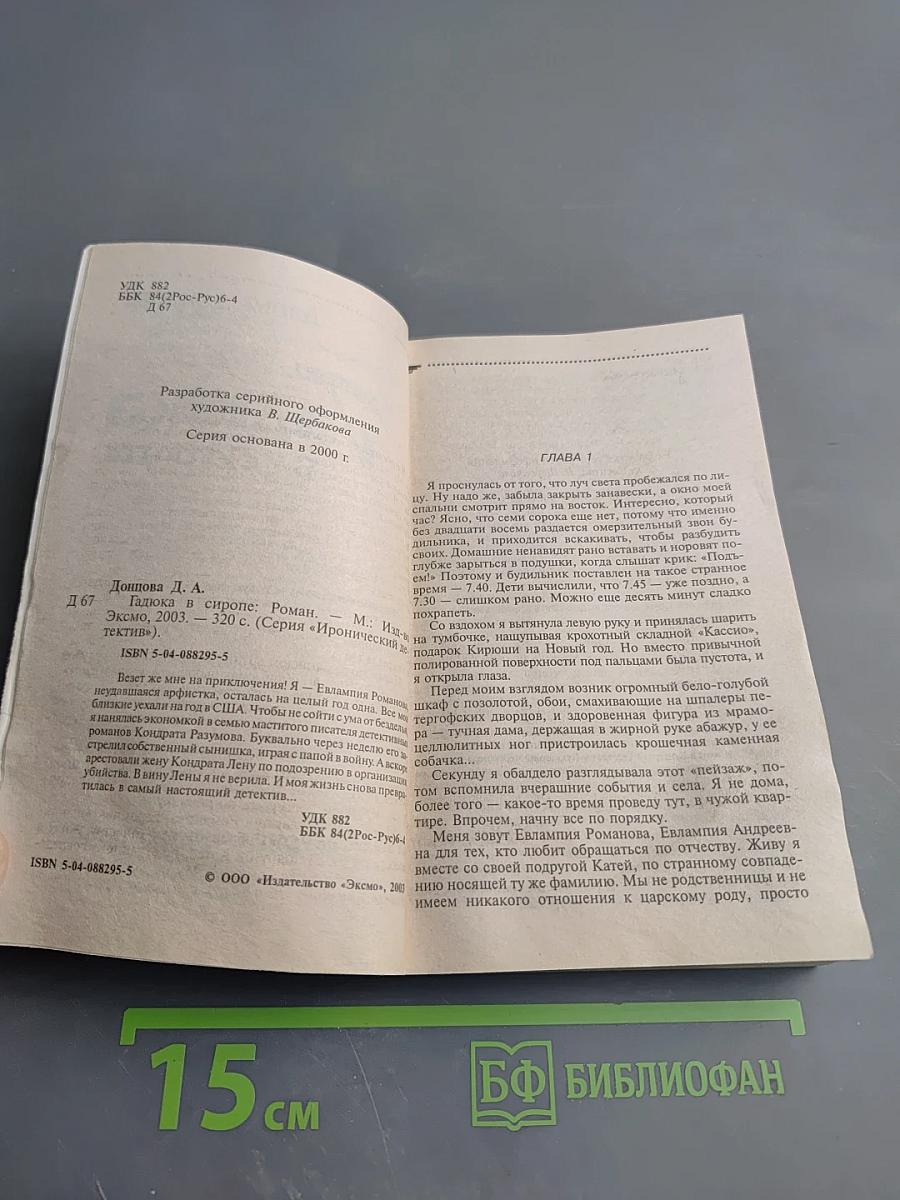 УДК 882
ББК 84(2Рос-Рус)6-4
Д 67
Разработка серийного оформления
художника В. Щербакова
Серия основана в 2000 г.
Донцова Д. А.
Д 67 Гадюка в сиропе: Роман. — М.: Изд-во
Эксмо, 2003. — 320 с. (Серия «Иронический де-
тектив»).
ISBN 5-04-088295-5
Везет же мне на приключения! Я — Евлампия Романова,
неудавшаяся арфистка, осталась на целый год одна. Все мои
близкие уехали на год в США. Чтобы не сойти с ума от безделья,
я нанялась экономкой в семью маститого писателя детективных
романов Кондрата Разумова. Буквально через неделю его за-
стрелил собственный сынишка, играя с папой в войну. А вскоре
арестовали жену Кондрата Лену по подозрению в организации
убийства. В вину Лены я не верила. И моя жизнь снова превра-
тилась в самый настоящий детектив...
УДК 882
ББК 84(2Рос-Рус)6-4
ISBN 5-04-088295-5
© ООО «Издательство «Эксмо», 2003
ГЛАВА 1
Я проснулась от того, что луч света пробежался по ли-
цу. Ну надо же, забыла закрыть занавески, а окно моей
спальни смотрит прямо на восток. Интересно, который
час? Ясно, что семи сорока еще нет, потому что именно
без двадцати восемь раздается омерзительный звон бу-
дильника, и приходится вскакивать, чтобы разбудить
своих. Домашние ненавидят рано вставать и норовят по-
глубже зарыться в подушки, когда слышат крик: «Подъ-
ем!» Поэтому и будильник поставлен на такое странное
время — 7.40. Дети вычислили, что 7.45 — уже поздно, а
7.30 — слишком рано. Можно еще десять минут сладко
похрапеть.
Со вздохом я вытянула левую руку и принялась шарить
на тумбочке, нащупывая крохотный складной «Кассио»,
подарок Кирюши на Новый год. Но вместо привычной
полированной поверхности под пальцами была пустота, и
я открыла глаза.
Перед моим взглядом возник огромный бело-голубой
шкаф с позолотой, обои, смахивающие на шпалеры пе-
тергофских дворцов, и здоровенная фигура из мрамо-
ра — тучная дама, держащая в жирной руке абажур, у ее
целлюлитных ног пристроилась крошечная каменная
собачка...
Секунду я обалдело разглядывала этот «пейзаж», по-
том вспомнила вчерашние события и села. Я не дома,
более того — какое-то время проведу тут, в чужой квар-
тире. Впрочем, начну все по порядку.
Меня зовут Евлампия Романова, Евлампия Андреев-
на для тех, кто любит обращаться по отчеству. Живу я
вместе со своей подругой Катей, по странному совпаде-
нию носящей ту же фамилию. Мы не родственницы и не
имеем никакого отношения к царскому роду, просто
15 см
БФ БИБЛИОФАН